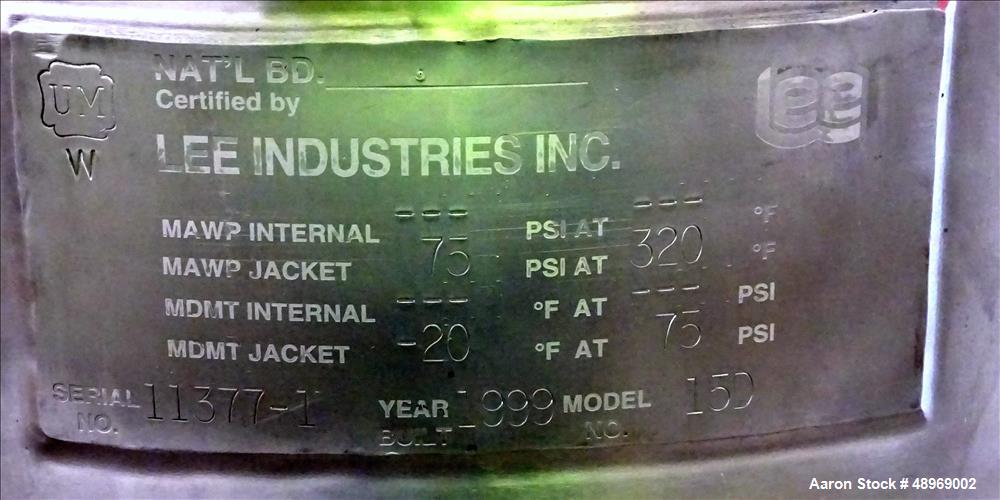 UM
W
NAT'L BD.
Certified by
lee
LEE INDUSTRIES INC.
MAWP INTERNAL --- PSI AT --- °F
MAWP JACKET 75 PSI AT 320 °F
MDMT INTERNAL --- °F AT --- PSI
MDMT JACKET -20 °F AT 75 PSI
SERIAL NO. 11377-1 YEAR BUILT 1999 MODEL NO. 15D
Aaron Stock # 48969002